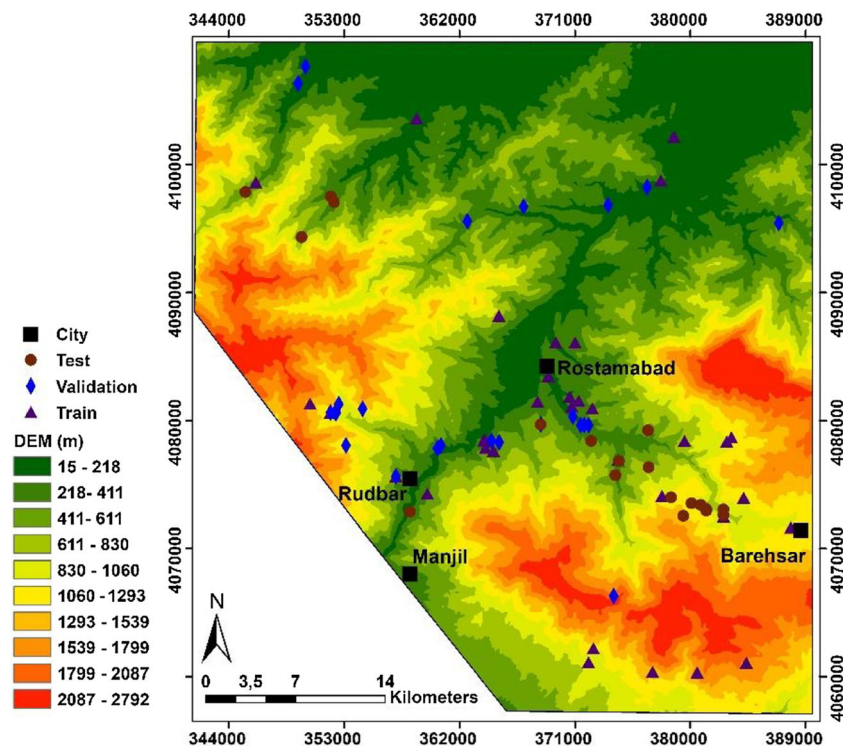 344000 353000 362000 371000 380000 389000
4100000
4090000
4080000
4070000
4060000
4100000
4090000
4080000
4070000
4060000
Rostamabad
Rudbar
Manjil
Barehsar
City
Test
Validation
Train
DEM (m)
15 - 218
218- 411
411- 611
611 - 830
830 - 1060
1060 - 1293
1293 - 1539
1539 - 1799
1799 - 2087
2087 - 2792
N
0 3,5 7 14
Kilometers
344000 353000 362000 371000 380000 389000